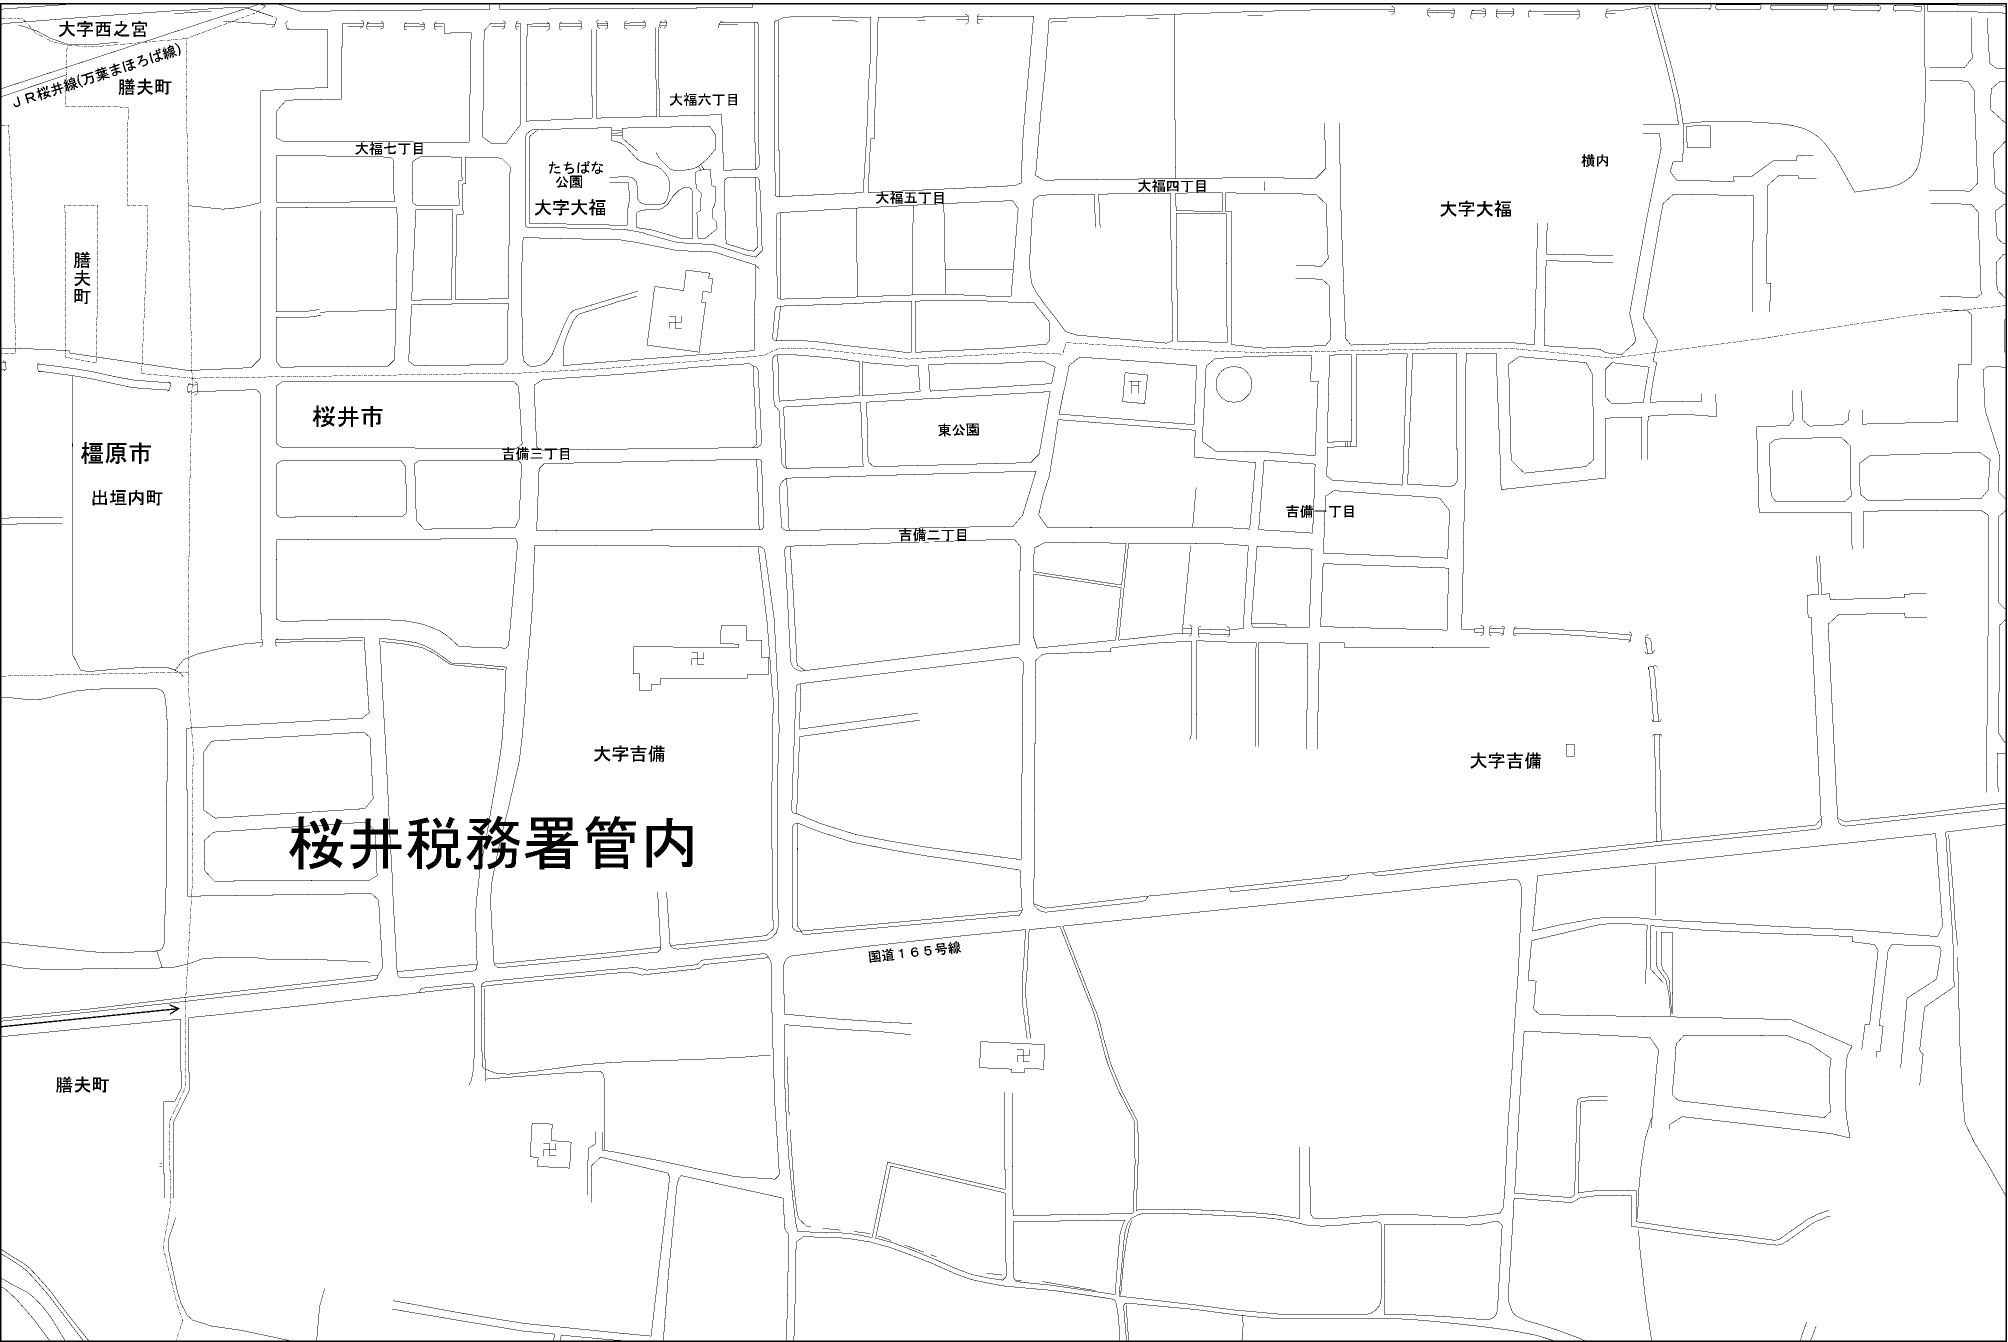 大字西之宮
ＪＲ桜井線(万葉まほろば線)
膳夫町
大福六丁目
大福七丁目
たちばな
公園
大字大福
大福五丁目
大福四丁目
横内
大字大福
膳夫町
桜井市
橿原市
出垣内町
吉備三丁目
東公園
吉備一丁目
吉備二丁目
大字吉備
大字吉備
桜井税務署管内
国道１６５号線
膳夫町